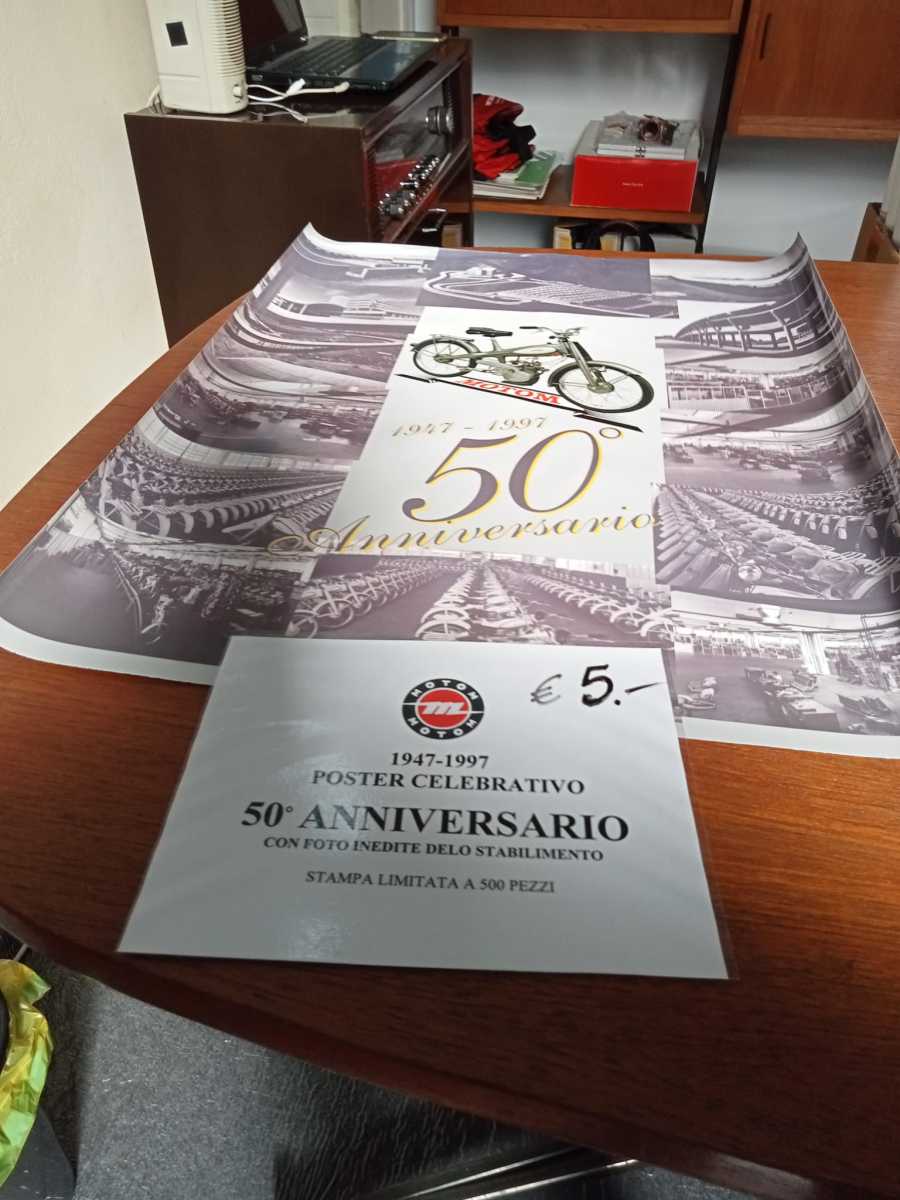 MOTOM
1947 - 1997
50°
Anniversario
MOTOM
m
MOTOM
€ 5.-
1947-1997
POSTER CELEBRATIVO
50° ANNIVERSARIO
CON FOTO INEDITE DELO STABILIMENTO
STAMPA LIMITATA A 500 PEZZI